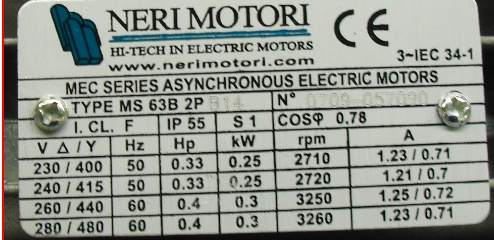 NERI MOTORI
HI-TECH IN ELECTRIC MOTORS
www.nerimotori.com
CE
3~IEC 34-1
MEC SERIES ASYNCHRONOUS ELECTRIC MOTORS
TYPE MS 63B 2P B14 N° 0709 057090
I. CL. F IP 55 S 1 COSφ 0.78
V Δ / Y Hz Hp kW rpm A
230 / 400 50 0.33 0.25 2710 1.23 / 0.71
240 / 415 50 0.33 0.25 2720 1.21 / 0.7
260 / 440 60 0.4 0.3 3250 1.25 / 0.72
280 / 480 60 0.4 0.3 3260 1.23 / 0.71